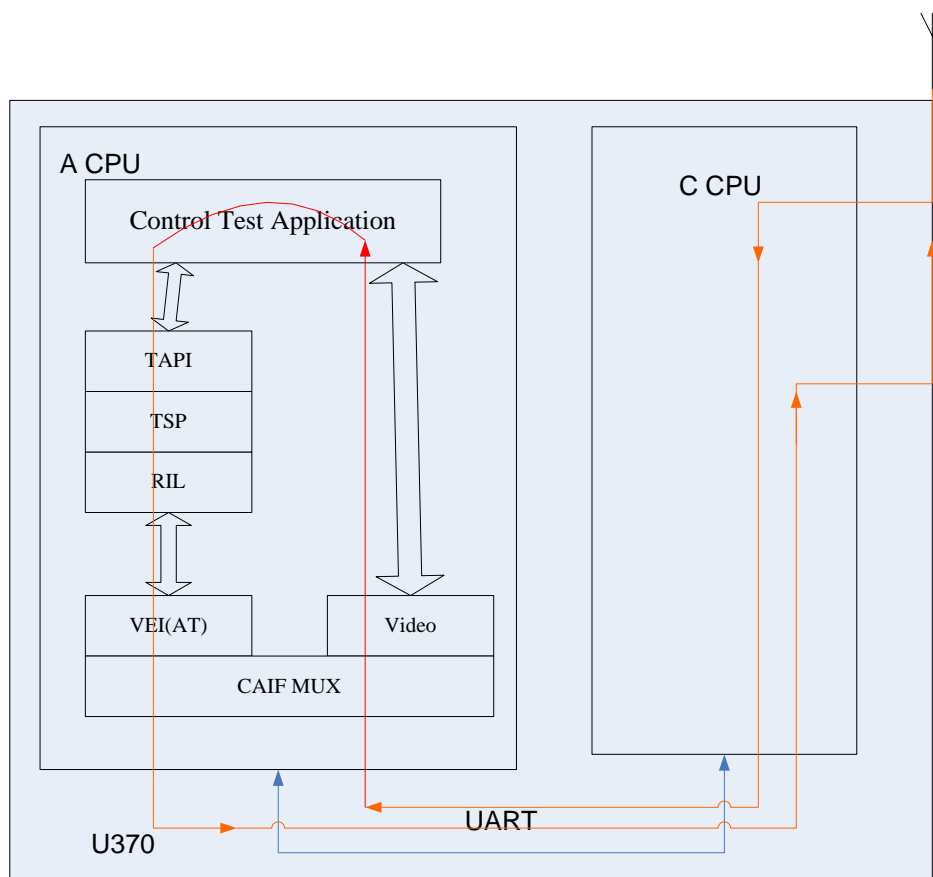 A CPU
Control Test Application
C CPU
TAPI
TSP
RIL
VEI(AT)
Video
CAIF MUX
UART
U370